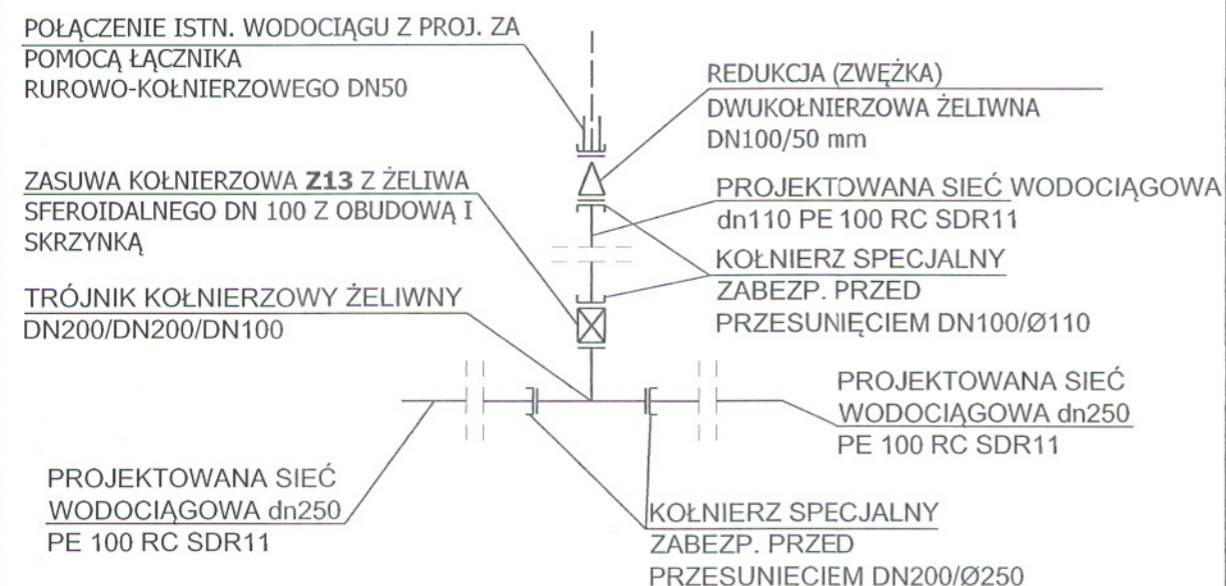 POŁĄCZENIE ISTN. WODOCIĄGU Z PROJ. ZA
POMOCĄ ŁĄCZNIKA
RUROWO-KOŁNIERZOWEGO DN50
REDUKCJA (ZWĘŻKA)
DWUKOŁNIERZOWA ŻELIWNA
DN100/50 mm
ZASUWA KOŁNIERZOWA Z13 Z ŻELIWA
SFEROIDALNEGO DN 100 Z OBUDOWĄ I
SKRZYNKĄ
PROJEKTOWANA SIEĆ WODOCIĄGOWA
dn110 PE 100 RC SDR11
KOŁNIERZ SPECJALNY
ZABEZP. PRZED
PRZESUNIĘCIEM DN100/Ø110
TRÓJNIK KOŁNIERZOWY ŻELIWNY
DN200/DN200/DN100
PROJEKTOWANA SIEĆ
WODOCIĄGOWA dn250
PE 100 RC SDR11
PROJEKTOWANA SIEĆ
WODOCIĄGOWA dn250
PE 100 RC SDR11
KOŁNIERZ SPECJALNY
ZABEZP. PRZED
PRZESUNIĘCIEM DN200/Ø250